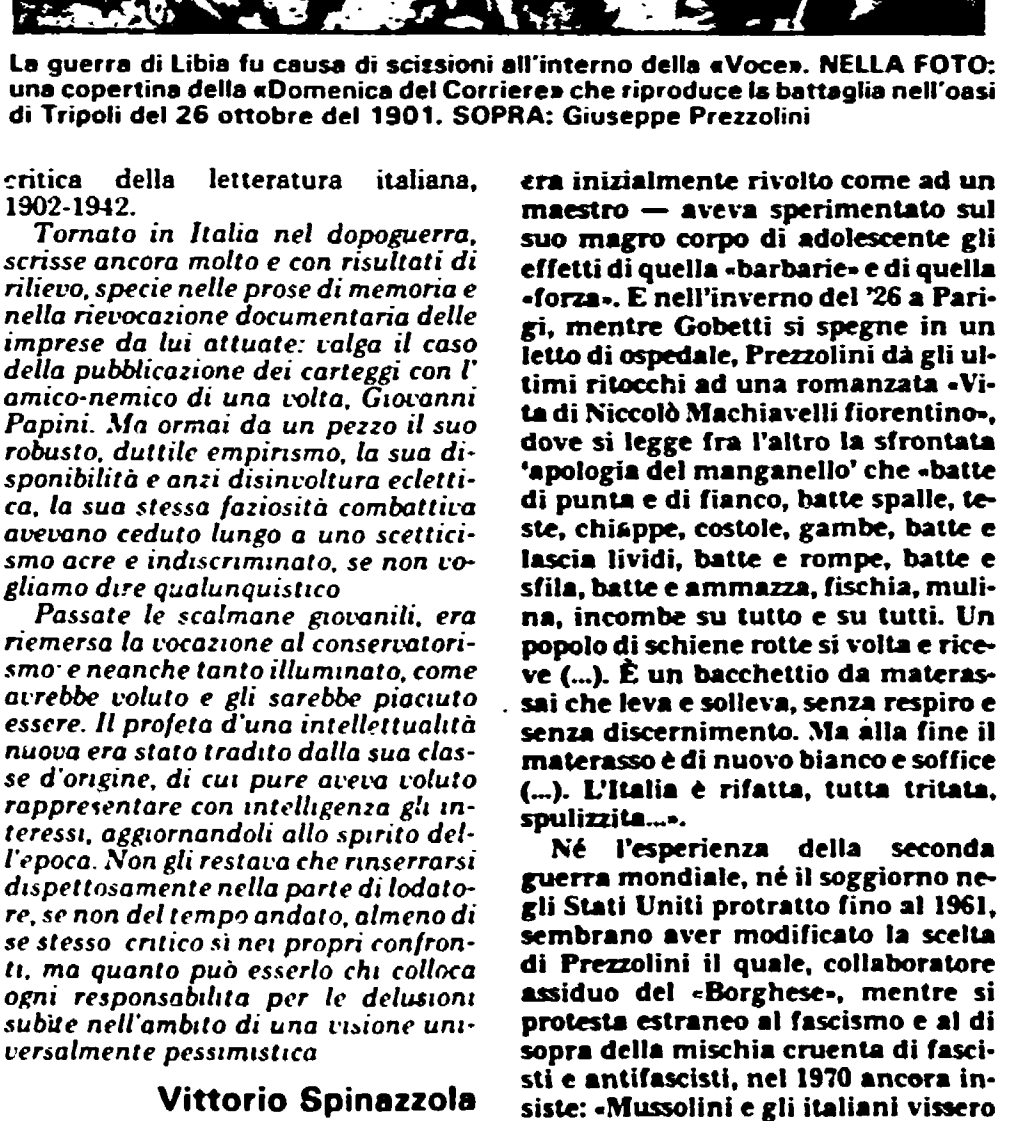 La guerra di Libia fu causa di scissioni all'interno della «Voce». NELLA FOTO:
una copertina della «Domenica del Corriere» che riproduce la battaglia nell'oasi
di Tripoli del 26 ottobre del 1901. SOPRA: Giuseppe Prezzolini
critica della letteratura italiana,
1902-1942.
Tornato in Italia nel dopoguerra,
scrisse ancora molto e con risultati di
rilievo, specie nelle prose di memoria e
nella rievocazione documentaria delle
imprese da lui attuate: valga il caso
della pubblicazione dei carteggi con l'
amico-nemico di una volta, Giovanni
Papini. Ma ormai da un pezzo il suo
robusto, duttile empirismo, la sua di-
sponibilità e anzi disinvoltura ecletti-
ca, la sua stessa faziosità combattiva
avevano ceduto lungo a uno scettici-
smo acre e indiscriminato, se non vo-
gliamo dire qualunquistico
Passate le scalmane giovanili, era
riemersa la vocazione al conservatori-
smo· e neanche tanto illuminato, come
avrebbe voluto e gli sarebbe piaciuto
essere. Il profeta d'una intellettualità
nuova era stato tradito dalla sua clas-
se d'origine, di cui pure aveva voluto
rappresentare con intelligenza gli in-
teressi, aggiornandoli allo spirito del-
l'epoca. Non gli restava che rinserrarsi
dispettosamente nella parte di lodato-
re, se non del tempo andato, almeno di
se stesso critico sì nei propri confron-
ti, ma quanto può esserlo chi colloca
ogni responsabilita per le delusioni
subite nell'ambito di una visione uni-
versalmente pessimistica
Vittorio Spinazzola
era inizialmente rivolto come ad un
maestro — aveva sperimentato sul
suo magro corpo di adolescente gli
effetti di quella «barbarie» e di quella
«forza». E nell'inverno del '26 a Pari-
gi, mentre Gobetti si spegne in un
letto di ospedale, Prezzolini dà gli ul-
timi ritocchi ad una romanzata «Vi-
ta di Niccolò Machiavelli fiorentino»,
dove si legge fra l'altro la sfrontata
'apologia del manganello' che «batte
di punta e di fianco, batte spalle, te-
ste, chiappe, costole, gambe, batte e
lascia lividi, batte e rompe, batte e
sfila, batte e ammazza, fischia, muli-
na, incombe su tutto e su tutti. Un
popolo di schiene rotte si volta e rice-
ve (...). È un bacchettio da materas-
sai che leva e solleva, senza respiro e
senza discernimento. Ma alla fine il
materasso è di nuovo bianco e soffice
(...). L'Italia è rifatta, tutta tritata,
spulizzita...».
Né l'esperienza della seconda
guerra mondiale, né il soggiorno ne-
gli Stati Uniti protratto fino al 1961,
sembrano aver modificato la scelta
di Prezzolini il quale, collaboratore
assiduo del «Borghese», mentre si
protesta estraneo al fascismo e al di
sopra della mischia cruenta di fasci-
sti e antifascisti, nel 1970 ancora in-
siste: «Mussolini e gli italiani vissero